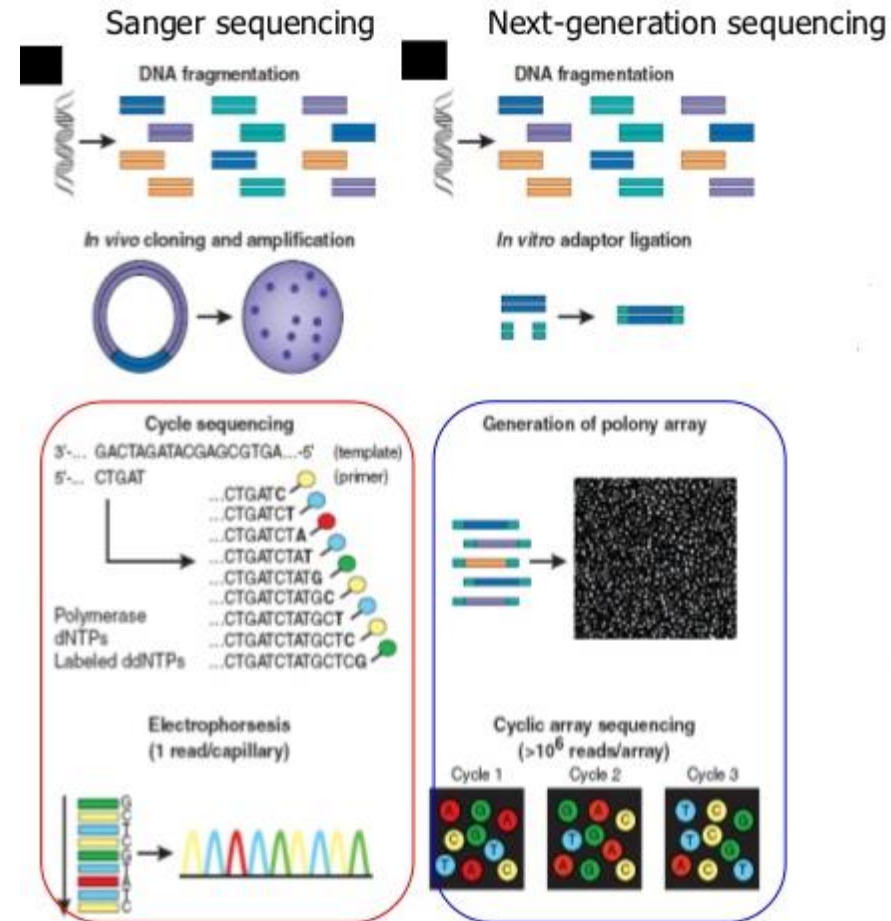 Sanger sequencing
DNA fragmentation
In vivo cloning and amplification
Cycle sequencing
3'-... GACTAGATACGAGCGTGA...-5' (template)
5'-... CTGAT (primer)
...CTGATC
...CTGATCT
...CTGATCTA
...CTGATCTAT
...CTGATCTATG
...CTGATCTATGC
...CTGATCTATGCT
...CTGATCTATGCTC
...CTGATCTATGCTCG
Polymerase
dNTPs
Labeled ddNTPs
Electrophorsesis
(1 read/capillary)
G
C
T
C
G
T
A
T
C
Next-generation sequencing
DNA fragmentation
In vitro adaptor ligation
Generation of polony array
Cyclic array sequencing
(>10⁶ reads/array)
Cycle 1 Cycle 2 Cycle 3
A G A
C G
T T
A C
G A C
T G
A
A G C
T C G
T C
G
A C T